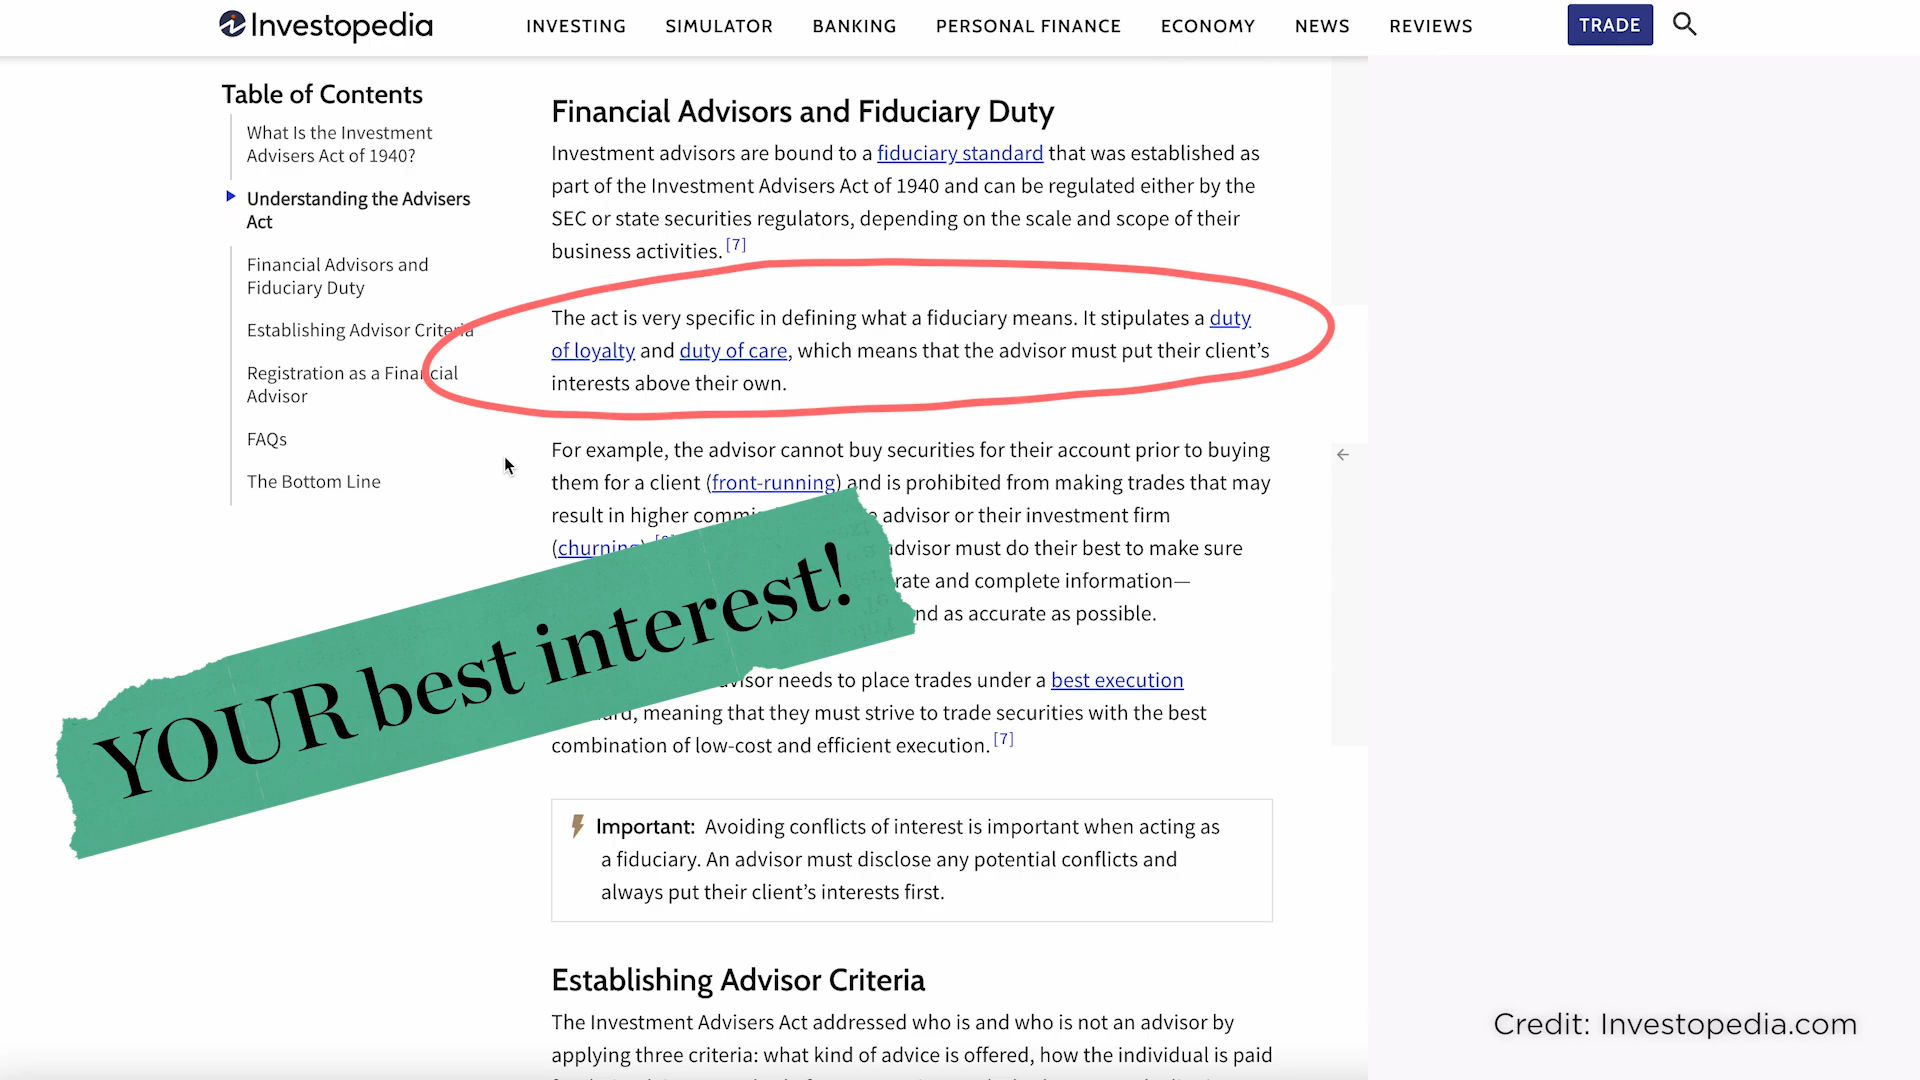 Investopedia
INVESTING SIMULATOR BANKING PERSONAL FINANCE ECONOMY NEWS REVIEWS TRADE
Table of Contents
What Is the Investment
Advisers Act of 1940?
Understanding the Advisers
Act
Financial Advisors and
Fiduciary Duty
Establishing Advisor Criteria
Registration as a Financial
Advisor
FAQs
The Bottom Line
Financial Advisors and Fiduciary Duty
Investment advisors are bound to a fiduciary standard that was established as
part of the Investment Advisers Act of 1940 and can be regulated either by the
SEC or state securities regulators, depending on the scale and scope of their
business activities. [7]
The act is very specific in defining what a fiduciary means. It stipulates a duty
of loyalty and duty of care, which means that the advisor must put their client’s
interests above their own.
For example, the advisor cannot buy securities for their account prior to buying
them for a client (front-running) and is prohibited from making trades that may
result in higher advisor or their investment firm
(churning) advisor must do their best to make sure
and complete information—
as accurate as possible.
needs to place trades under a best execution
meaning that they must strive to trade securities with the best
combination of low-cost and efficient execution. [7]
YOUR best interest!
Important: Avoiding conflicts of interest is important when acting as
a fiduciary. An advisor must disclose any potential conflicts and
always put their client’s interests first.
Establishing Advisor Criteria
The Investment Advisers Act addressed who is and who is not an advisor by
applying three criteria: what kind of advice is offered, how the individual is paid
Credit: Investopedia.com